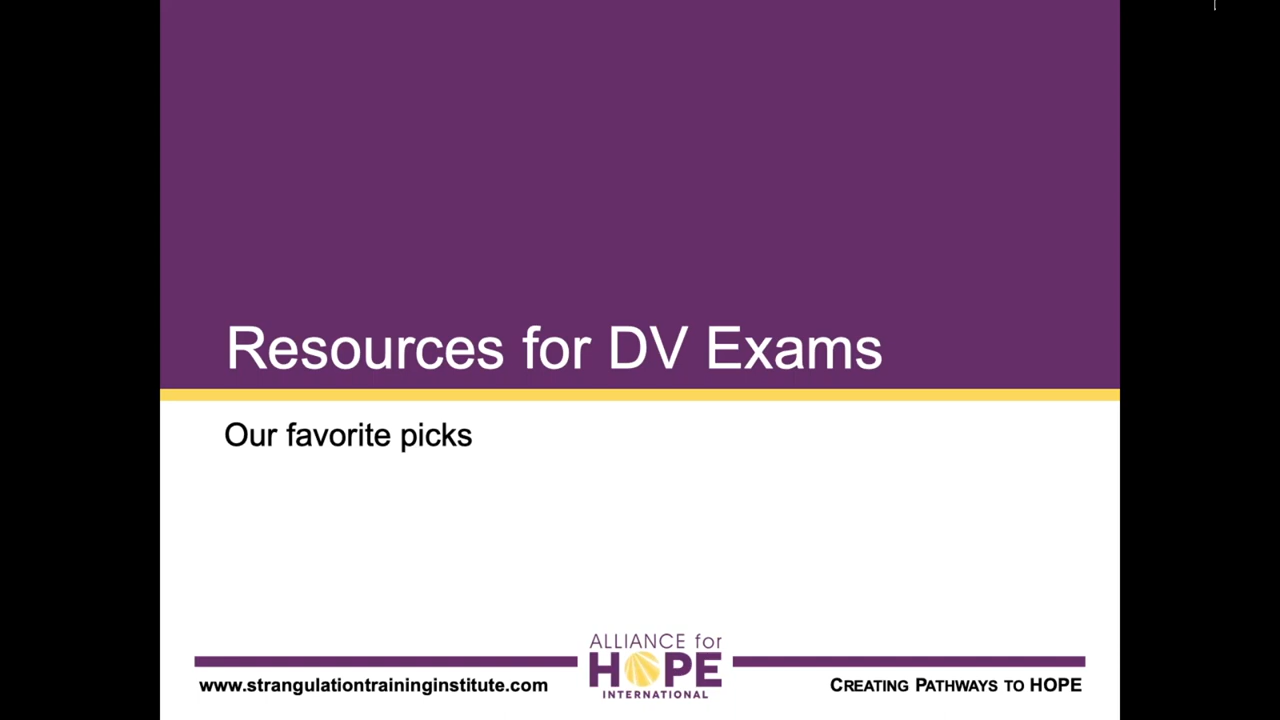 Resources for DV Exams
Our favorite picks
ALLIANCE for
HOPE
INTERNATIONAL
www.strangulationtraininginstitute.com
CREATING PATHWAYS TO HOPE